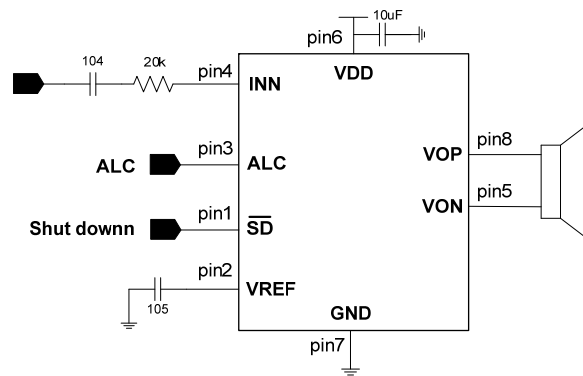 10uF
pin6
VDD
104
20k
pin4
INN
pin3
ALC
ALC
pin8
VOP
pin1
Shut downn
SD
pin5
VON
pin2
VREF
105
GND
pin7